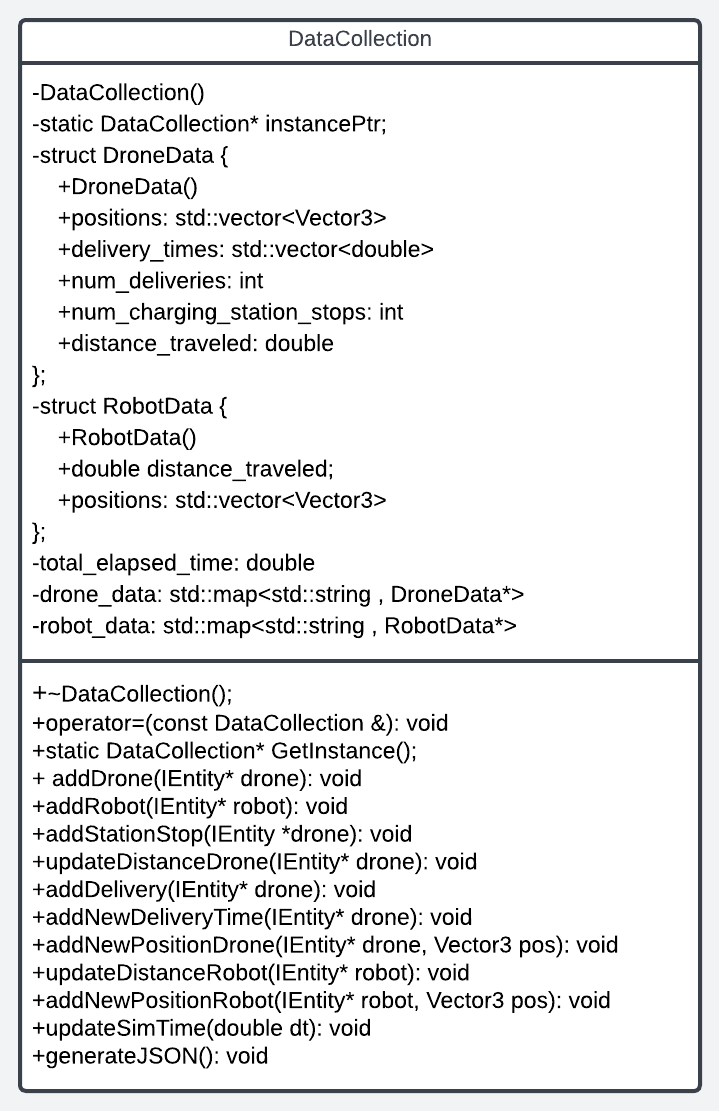 DataCollection
-DataCollection()
-static DataCollection* instancePtr;
-struct DroneData {
+DroneData()
+positions: std::vector<Vector3>
+delivery_times: std::vector<double>
+num_deliveries: int
+num_charging_station_stops: int
+distance_traveled: double
};
-struct RobotData {
+RobotData()
+double distance_traveled;
+positions: std::vector<Vector3>
};
-total_elapsed_time: double
-drone_data: std::map<std::string , DroneData*>
-robot_data: std::map<std::string , RobotData*>
+~DataCollection();
+operator=(const DataCollection &): void
+static DataCollection* GetInstance();
+ addDrone(IEntity* drone): void
+addRobot(IEntity* robot): void
+addStationStop(IEntity *drone): void
+updateDistanceDrone(IEntity* drone): void
+addDelivery(IEntity* drone): void
+addNewDeliveryTime(IEntity* drone): void
+addNewPositionDrone(IEntity* drone, Vector3 pos): void
+updateDistanceRobot(IEntity* robot): void
+addNewPositionRobot(IEntity* robot, Vector3 pos): void
+updateSimTime(double dt): void
+generateJSON(): void